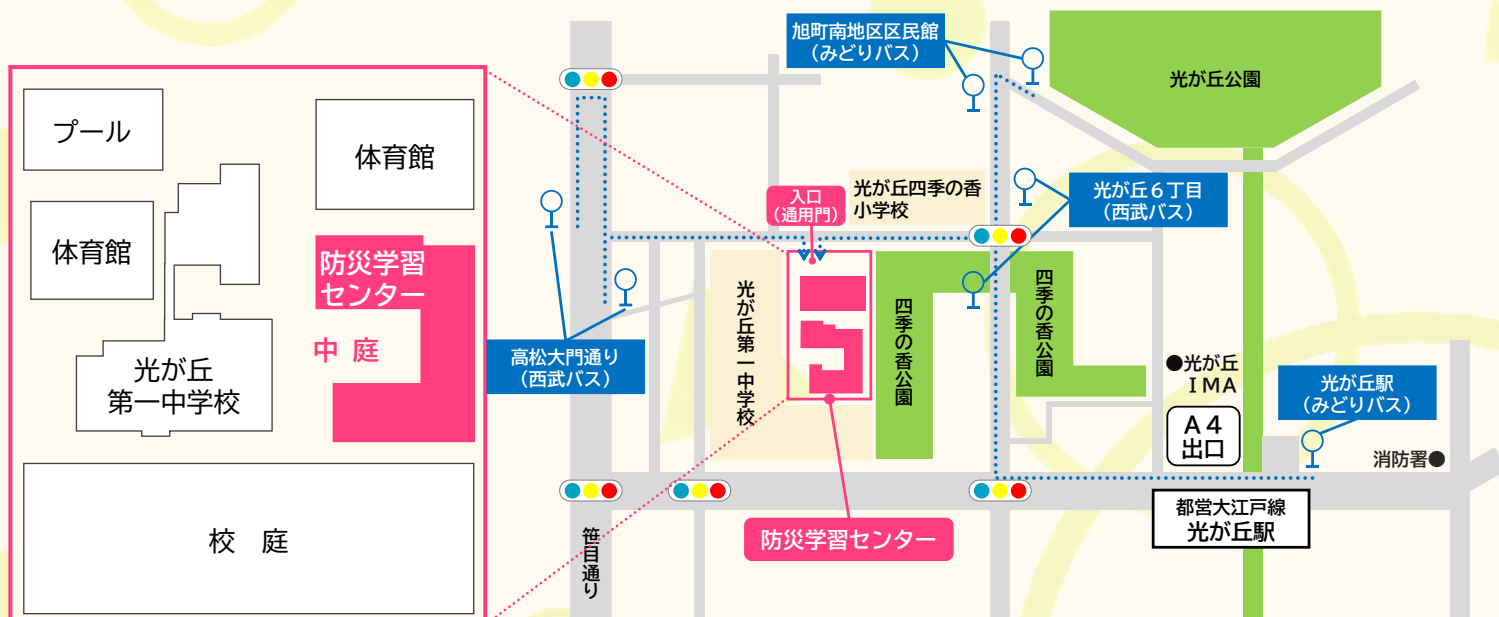 プール
体育館
体育館
防災学習
センター
中 庭
光が丘
第一中学校
校 庭
旭町南地区区民館
（みどりバス）
光が丘公園
入口
（通用門）
光が丘四季の香
小学校
光が丘６丁目
（西武バス）
高松大門通り
（西武バス）
光が丘第一中学校
四季の香公園
四季の香公園
●光が丘
ＩＭＡ
Ａ４
出口
光が丘駅
（みどりバス）
消防署●
都営大江戸線
光が丘駅
防災学習センター
笹目通り